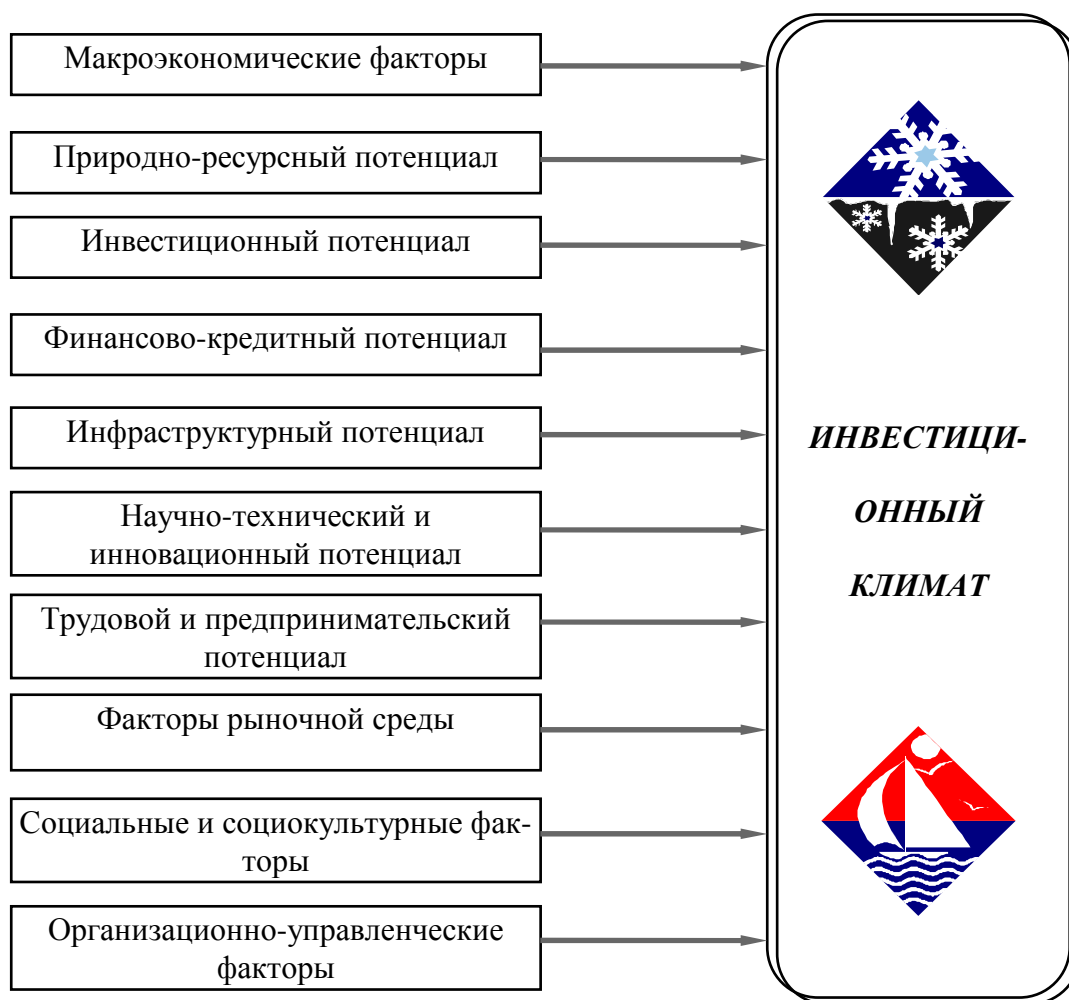 Макроэкономические факторы
Природно-ресурсный потенциал
Инвестиционный потенциал
Финансово-кредитный потенциал
Инфраструктурный потенциал
Научно-технический и
инновационный потенциал
Трудовой и предпринимательский
потенциал
Факторы рыночной среды
Социальные и социокультурные фак-
торы
Организационно-управленческие
факторы
ИНВЕСТИЦИ-
ОННЫЙ
КЛИМАТ